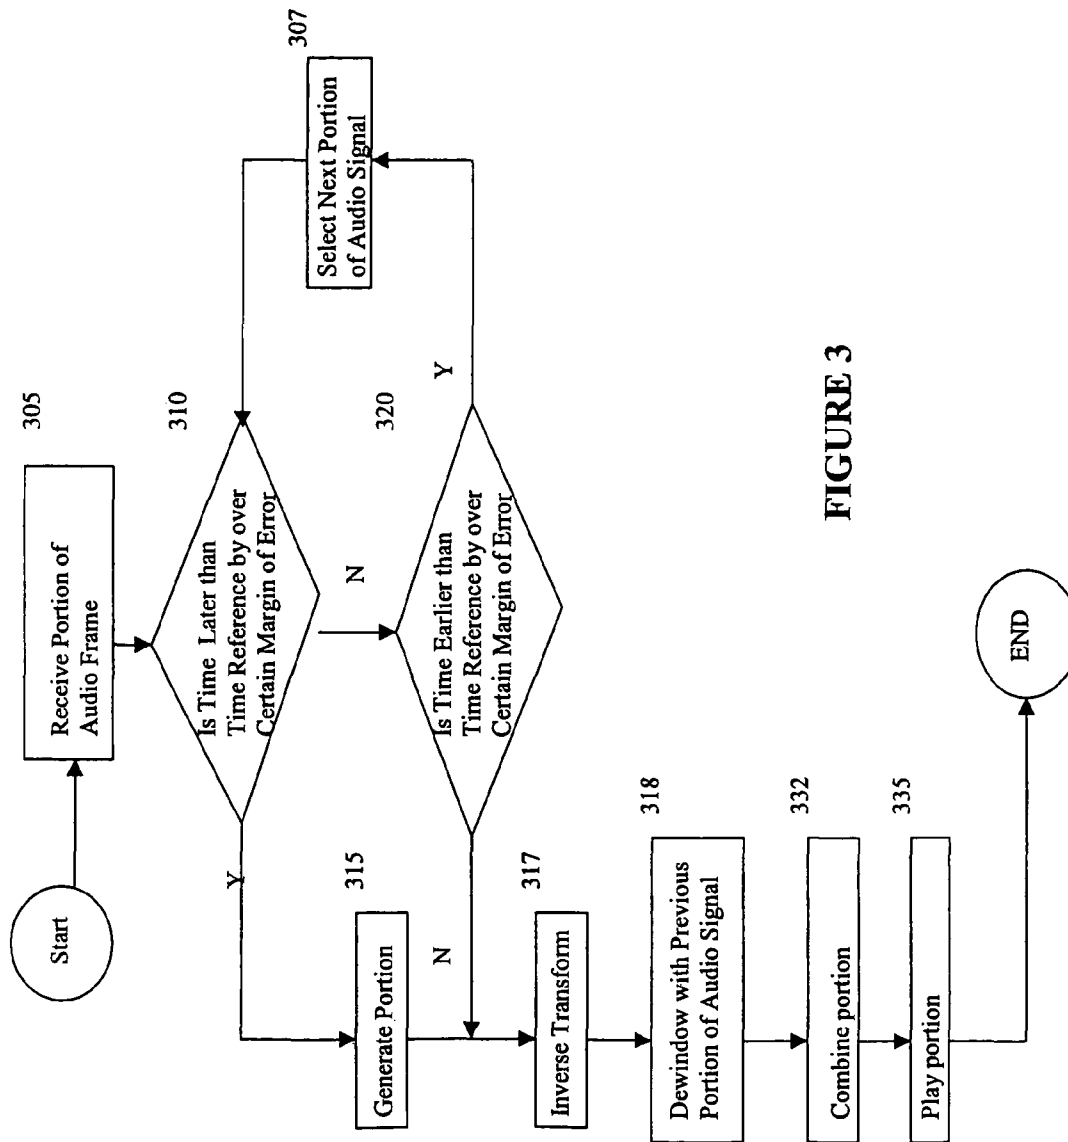 Start
305
Receive Portion of
Audio Frame
310
Is Time Later than
Time Reference by over
Certain Margin of Error
307
Select Next Portion
of Audio Signal
Y
N
320
Is Time Earlier than
Time Reference by over
Certain Margin of Error
Y
N
315
Generate Portion
317
Inverse Transform
318
Dewindow with Previous
Portion of Audio Signal
332
Combine portion
335
Play portion
END
FIGURE 3